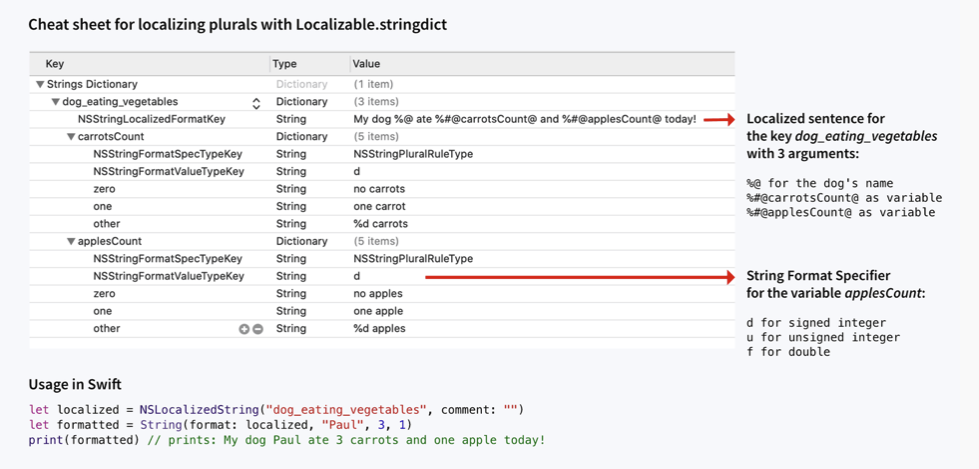 Cheat sheet for localizing plurals with Localizable.stringdict
Key Type Value
Strings Dictionary Dictionary (1 item)
dog_eating_vegetables Dictionary (3 items)
NSStringLocalizedFormatKey String My dog %@ ate %#@carrotsCount@ and %#@applesCount@ today!
carrotsCount Dictionary (5 items)
NSStringFormatSpecTypeKey String NSStringPluralRuleType
NSStringFormatValueTypeKey String d
zero String no carrots
one String one carrot
other String %d carrots
applesCount Dictionary (5 items)
NSStringFormatSpecTypeKey String NSStringPluralRuleType
NSStringFormatValueTypeKey String d
zero String no apples
one String one apple
other String %d apples
Localized sentence for
the key dog_eating_vegetables
with 3 arguments:
%@ for the dog's name
%#@carrotsCount@ as variable
%#@applesCount@ as variable
String Format Specifier
for the variable applesCount:
d for signed integer
u for unsigned integer
f for double
Usage in Swift
let localized = NSLocalizedString("dog_eating_vegetables", comment: "")
let formatted = String(format: localized, "Paul", 3, 1)
print(formatted) // prints: My dog Paul ate 3 carrots and one apple today!